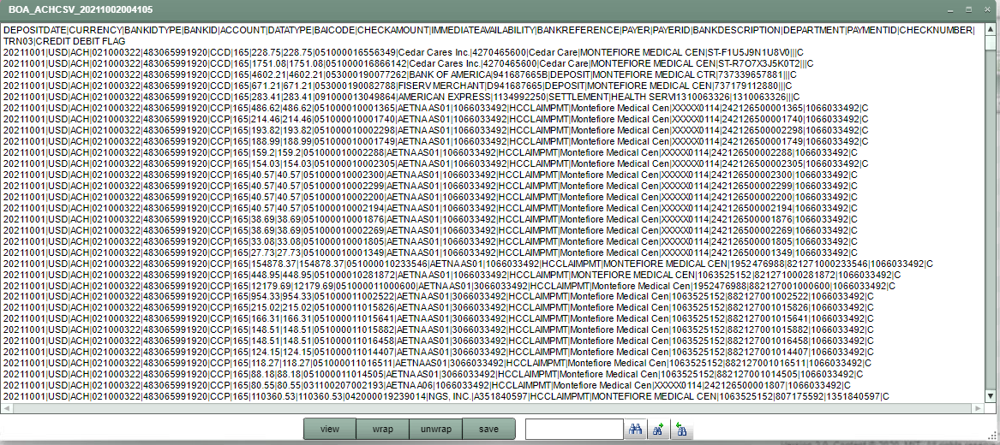 BOA_ACHCSV_20211002004105
DEPOSITDATE|CURRENCY|BANKIDTYPE|BANKID|ACCOUNT|DATATYPE|BAICODE|CHECKAMOUNT|IMMEDIATEAVAILABILITY|BANKREFERENCE|PAYER|PAYERID|BANKDESCRIPTION|DEPARTMENT|PAYMENTID|CHECKNUMBER|
TRN03|CREDIT DEBIT FLAG
20211001|USD|ACH|021000322|483065991920|CCD|165|228.75|228.75|051000016556349|Cedar Cares Inc.|4270465600|Cedar Care|MONTEFIORE MEDICAL CEN|ST-F1U5J9N1U8V0|||C
20211001|USD|ACH|021000322|483065991920|CCD|165|1751.08|1751.08|051000016866142|Cedar Cares Inc.|4270465600|Cedar Care|MONTEFIORE MEDICAL CEN|ST-R7O7X3J5K0T2|||C
20211001|USD|ACH|021000322|483065991920|CCD|165|4602.21|4602.21|053000190077262|BANK OF AMERICA|941687665B|DEPOSIT|MONTEFIORE MEDICAL CTR|737339657881|||C
20211001|USD|ACH|021000322|483065991920|CCD|165|671.21|671.21|053000190082788|FISERV MERCHANT|D941687665|DEPOSIT|MONTEFIORE MEDICAL CEN|737179112880|||C
20211001|USD|ACH|021000322|483065991920|CCD|165|283.41|283.41|091000013049864|AMERICAN EXPRESS|1134992250|SETTLEMENT|HEALTH SERVI1310063326|1310063326|||C
20211001|USD|ACH|021000322|483065991920|CCP|165|486.62|486.62|051000010001365|AETNAAS01|1066033492|HCCLAIMPMT|Montefiore Medical Cen|XXXXX0114|242126500001365|1066033492|C
20211001|USD|ACH|021000322|483065991920|CCP|165|214.46|214.46|051000010001740|AETNAAS01|1066033492|HCCLAIMPMT|Montefiore Medical Cen|XXXXX0114|242126500001740|1066033492|C
20211001|USD|ACH|021000322|483065991920|CCP|165|193.82|193.82|051000010002298|AETNAAS01|1066033492|HCCLAIMPMT|Montefiore Medical Cen|XXXXX0114|242126500002298|1066033492|C
20211001|USD|ACH|021000322|483065991920|CCP|165|188.99|188.99|051000010001749|AETNAAS01|1066033492|HCCLAIMPMT|Montefiore Medical Cen|XXXXX0114|242126500001749|1066033492|C
20211001|USD|ACH|021000322|483065991920|CCP|165|159.2|159.2|051000010002288|AETNAAS01|1066033492|HCCLAIMPMT|Montefiore Medical Cen|XXXXX0114|242126500002288|1066033492|C
20211001|USD|ACH|021000322|483065991920|CCP|165|154.03|154.03|051000010002305|AETNAAS01|1066033492|HCCLAIMPMT|Montefiore Medical Cen|XXXXX0114|242126500002305|1066033492|C
20211001|USD|ACH|021000322|483065991920|CCP|165|40.57|40.57|051000010002300|AETNAAS01|1066033492|HCCLAIMPMT|Montefiore Medical Cen|XXXXX0114|242126500002300|1066033492|C
20211001|USD|ACH|021000322|483065991920|CCP|165|40.57|40.57|051000010002299|AETNAAS01|1066033492|HCCLAIMPMT|Montefiore Medical Cen|XXXXX0114|242126500002299|1066033492|C
20211001|USD|ACH|021000322|483065991920|CCP|165|40.57|40.57|051000010002200|AETNAAS01|1066033492|HCCLAIMPMT|Montefiore Medical Cen|XXXXX0114|242126500002200|1066033492|C
20211001|USD|ACH|021000322|483065991920|CCP|165|40.57|40.57|051000010002194|AETNAAS01|1066033492|HCCLAIMPMT|Montefiore Medical Cen|XXXXX0114|242126500002194|1066033492|C
20211001|USD|ACH|021000322|483065991920|CCP|165|38.69|38.69|051000010001876|AETNAAS01|1066033492|HCCLAIMPMT|Montefiore Medical Cen|XXXXX0114|242126500001876|1066033492|C
20211001|USD|ACH|021000322|483065991920|CCP|165|38.69|38.69|051000010002269|AETNAAS01|1066033492|HCCLAIMPMT|Montefiore Medical Cen|XXXXX0114|242126500002269|1066033492|C
20211001|USD|ACH|021000322|483065991920|CCP|165|33.08|33.08|051000010001805|AETNAAS01|1066033492|HCCLAIMPMT|Montefiore Medical Cen|XXXXX0114|242126500001805|1066033492|C
20211001|USD|ACH|021000322|483065991920|CCP|165|27.73|27.73|051000010001349|AETNAAS01|1066033492|HCCLAIMPMT|Montefiore Medical Cen|XXXXX0114|242126500001349|1066033492|C
20211001|USD|ACH|021000322|483065991920|CCP|165|154878.37|154878.37|051000010233546|AETNAAS01|1066033492|HCCLAIMPMT|MONTEFIORE MEDICAL CEN|1952476988|821271000233546|1066033492|C
20211001|USD|ACH|021000322|483065991920|CCP|165|448.95|448.95|051000010281872|AETNAAS01|1066033492|HCCLAIMPMT|MONTEFIORE MEDICAL CEN|1063525152|821271000281872|1066033492|C
20211001|USD|ACH|021000322|483065991920|CCP|165|12179.69|12179.69|051000011000600|AETNAAS01|3066033492|HCCLAIMPMT|Montefiore Medical Cen|1952476988|882127001000600|1066033492|C
20211001|USD|ACH|021000322|483065991920|CCP|165|954.33|954.33|051000011002522|AETNAAS01|3066033492|HCCLAIMPMT|Montefiore Medical Cen|1063525152|882127001002522|1066033492|C
20211001|USD|ACH|021000322|483065991920|CCP|165|215.02|215.02|051000011015826|AETNAAS01|3066033492|HCCLAIMPMT|Montefiore Medical Cen|1063525152|882127001015826|1066033492|C
20211001|USD|ACH|021000322|483065991920|CCP|165|166.31|166.31|051000011015641|AETNAAS01|3066033492|HCCLAIMPMT|Montefiore Medical Cen|1063525152|882127001015641|1066033492|C
20211001|USD|ACH|021000322|483065991920|CCP|165|148.51|148.51|051000011015882|AETNAAS01|3066033492|HCCLAIMPMT|Montefiore Medical Cen|1063525152|882127001015882|1066033492|C
20211001|USD|ACH|021000322|483065991920|CCP|165|148.51|148.51|051000011016458|AETNAAS01|3066033492|HCCLAIMPMT|Montefiore Medical Cen|1063525152|882127001016458|1066033492|C
20211001|USD|ACH|021000322|483065991920|CCP|165|124.15|124.15|051000011014407|AETNAAS01|3066033492|HCCLAIMPMT|Montefiore Medical Cen|1063525152|882127001014407|1066033492|C
20211001|USD|ACH|021000322|483065991920|CCP|165|118.27|118.27|051000011016511|AETNAAS01|3066033492|HCCLAIMPMT|Montefiore Medical Cen|1063525152|882127001016511|1066033492|C
20211001|USD|ACH|021000322|483065991920|CCP|165|88.18|88.18|051000011014505|AETNAAS01|3066033492|HCCLAIMPMT|Montefiore Medical Cen|1063525152|882127001014505|1066033492|C
20211001|USD|ACH|021000322|483065991920|CCP|165|80.55|80.55|031100207002193|AETNAA06|1066033492|HCCLAIMPMT|Montefiore Medical Cen|XXXXX0114|242126500001807|1066033492|C
20211001|USD|ACH|021000322|483065991920|CCP|165|110360.53|110360.53|042000019239014|NGS, INC.|A351840597|HCCLAIMPMT|MONTEFIORE MEDICAL CEN|1063525152|807175592|1351840597|C
view wrap unwrap save